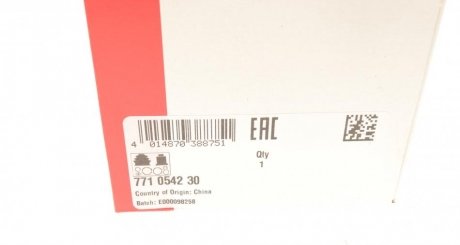 4 014870 388751
EAC
Qty
1
771 0542 30
Country of Origin: China
Batch: E000098258